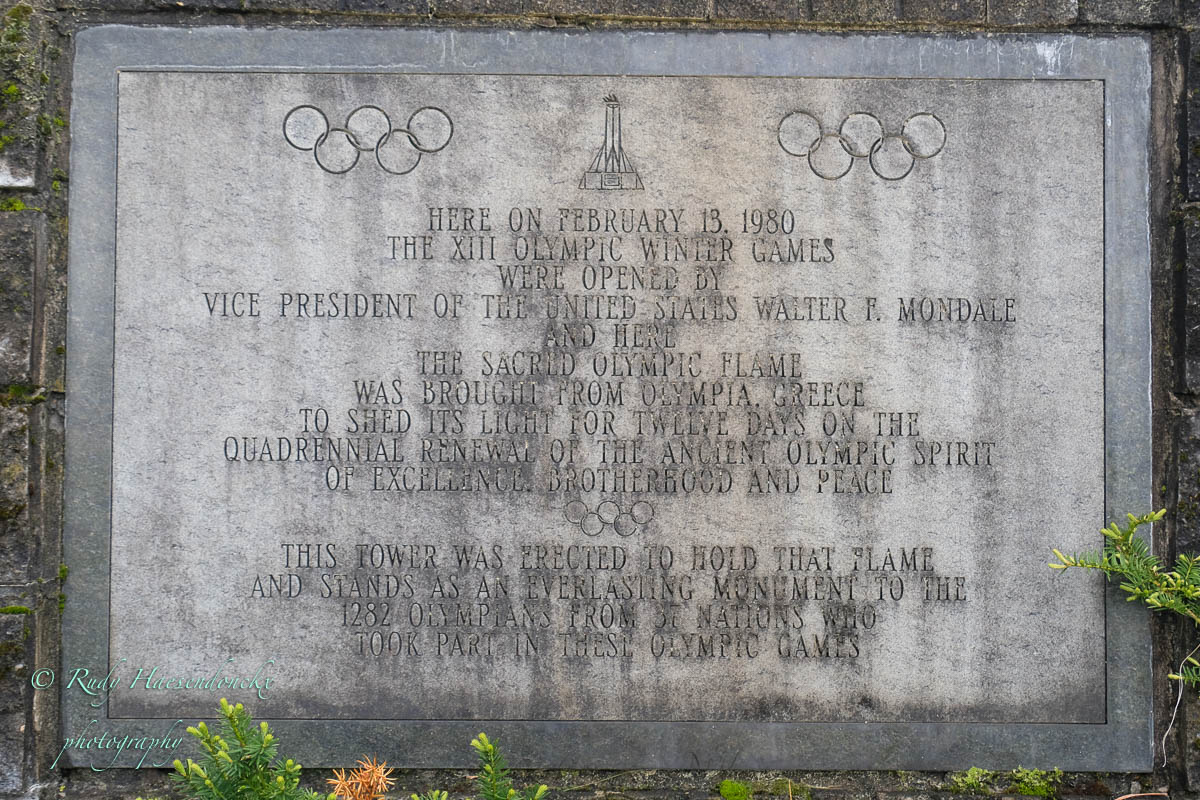 HERE ON FEBRUARY 13, 1980
THE XIII OLYMPIC WINTER GAMES
WERE OPENED BY
VICE PRESIDENT OF THE UNITED STATES WALTER F. MONDALE
AND HERE
THE SACRED OLYMPIC FLAME
WAS BROUGHT FROM OLYMPIA, GREECE
TO SHED ITS LIGHT FOR TWELVE DAYS ON THE
QUADRENNIAL RENEWAL OF THE ANCIENT OLYMPIC SPIRIT
OF EXCELLENCE, BROTHERHOOD AND PEACE
THIS TOWER WAS ERECTED TO HOLD THAT FLAME
AND STANDS AS AN EVERLASTING MONUMENT TO THE
1282 OLYMPIANS FROM 37 NATIONS WHO
TOOK PART IN THESE OLYMPIC GAMES
© Rudy Haesendonckx
photography